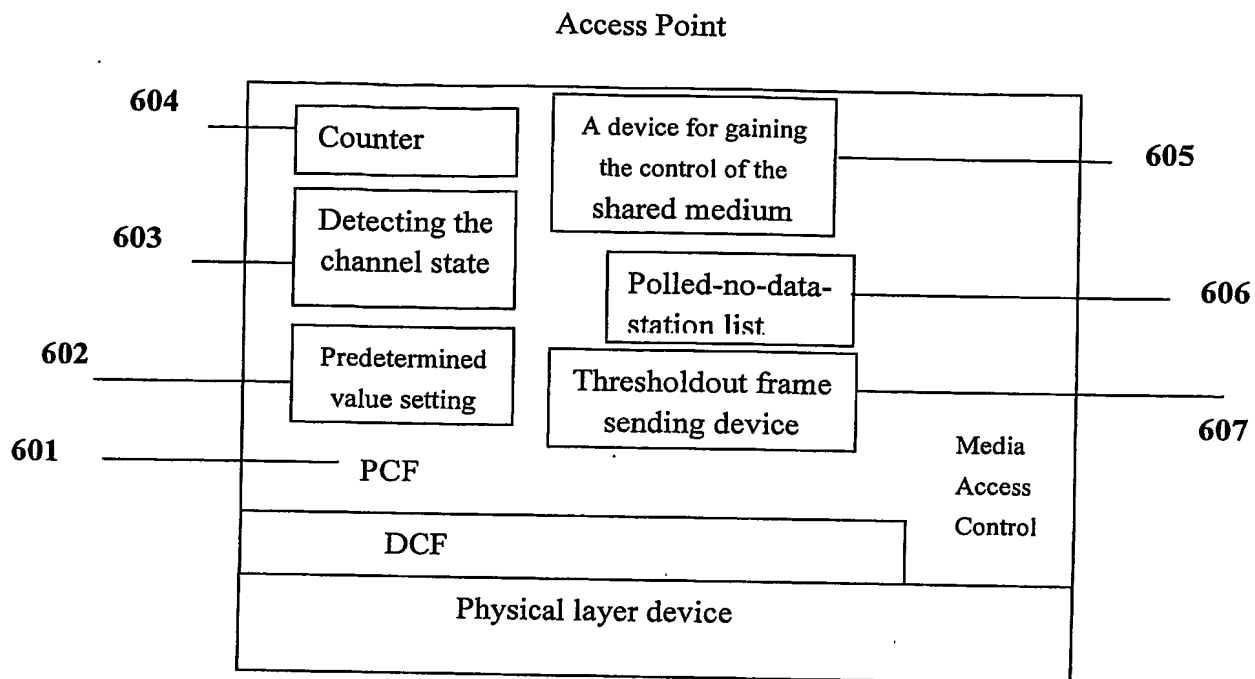 Access Point
604
Counter
A device for gaining
the control of the
shared medium
605
603
Detecting the
channel state
Polled-no-data-
station list
606
602
Predetermined
value setting
Thresholdout frame
sending device
607
601
PCF
Media
Access
Control
DCF
Physical layer device